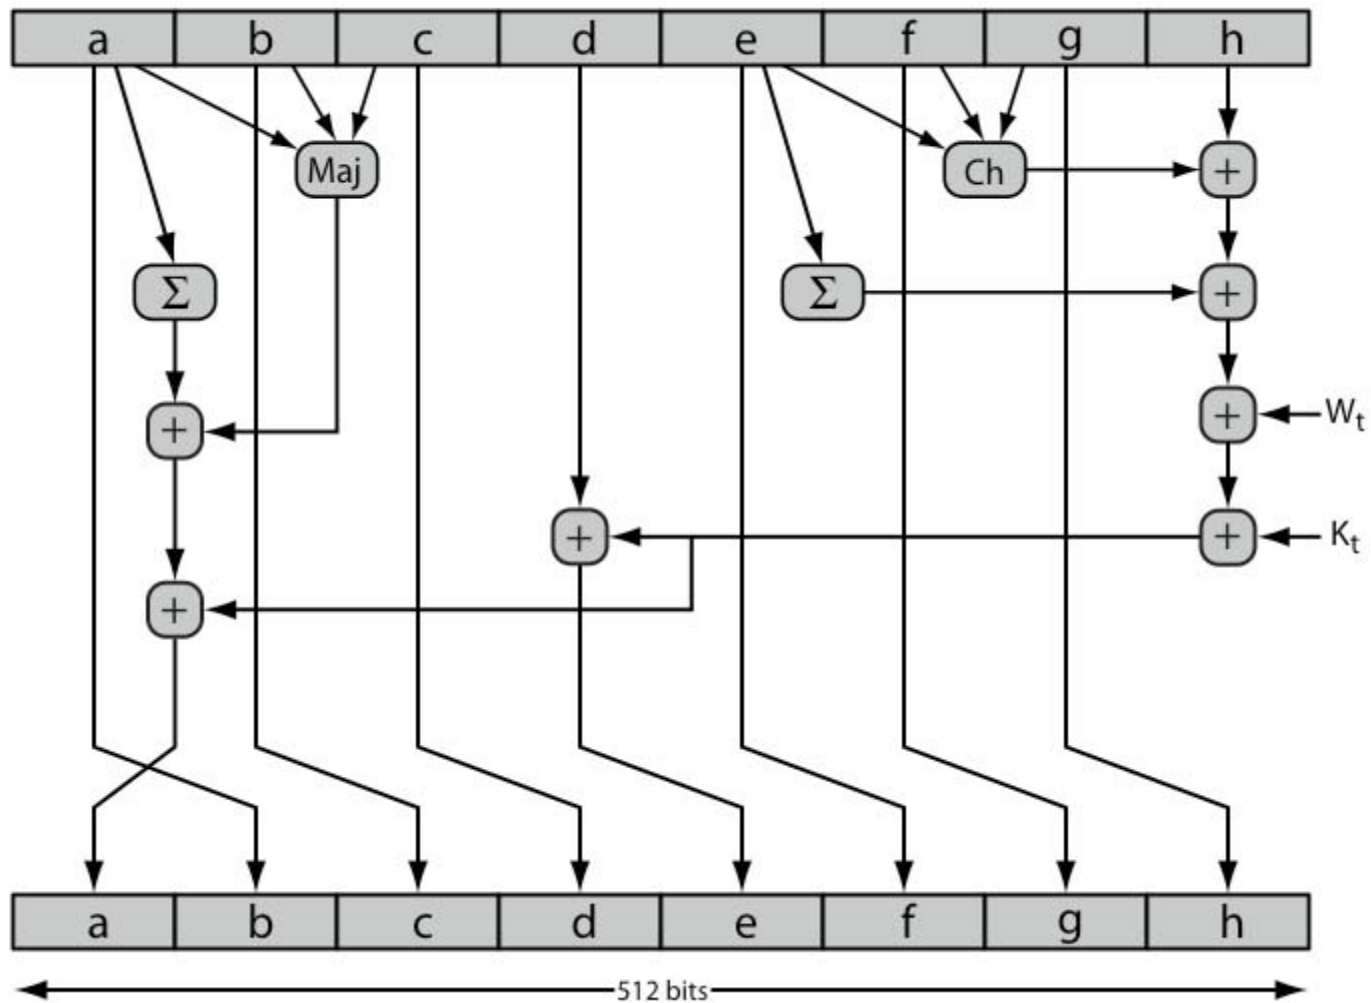 a b c d e f g h
Maj Ch +
Σ Σ +
+ + Wt
+ + Kt
+
a b c d e f g h
512 bits